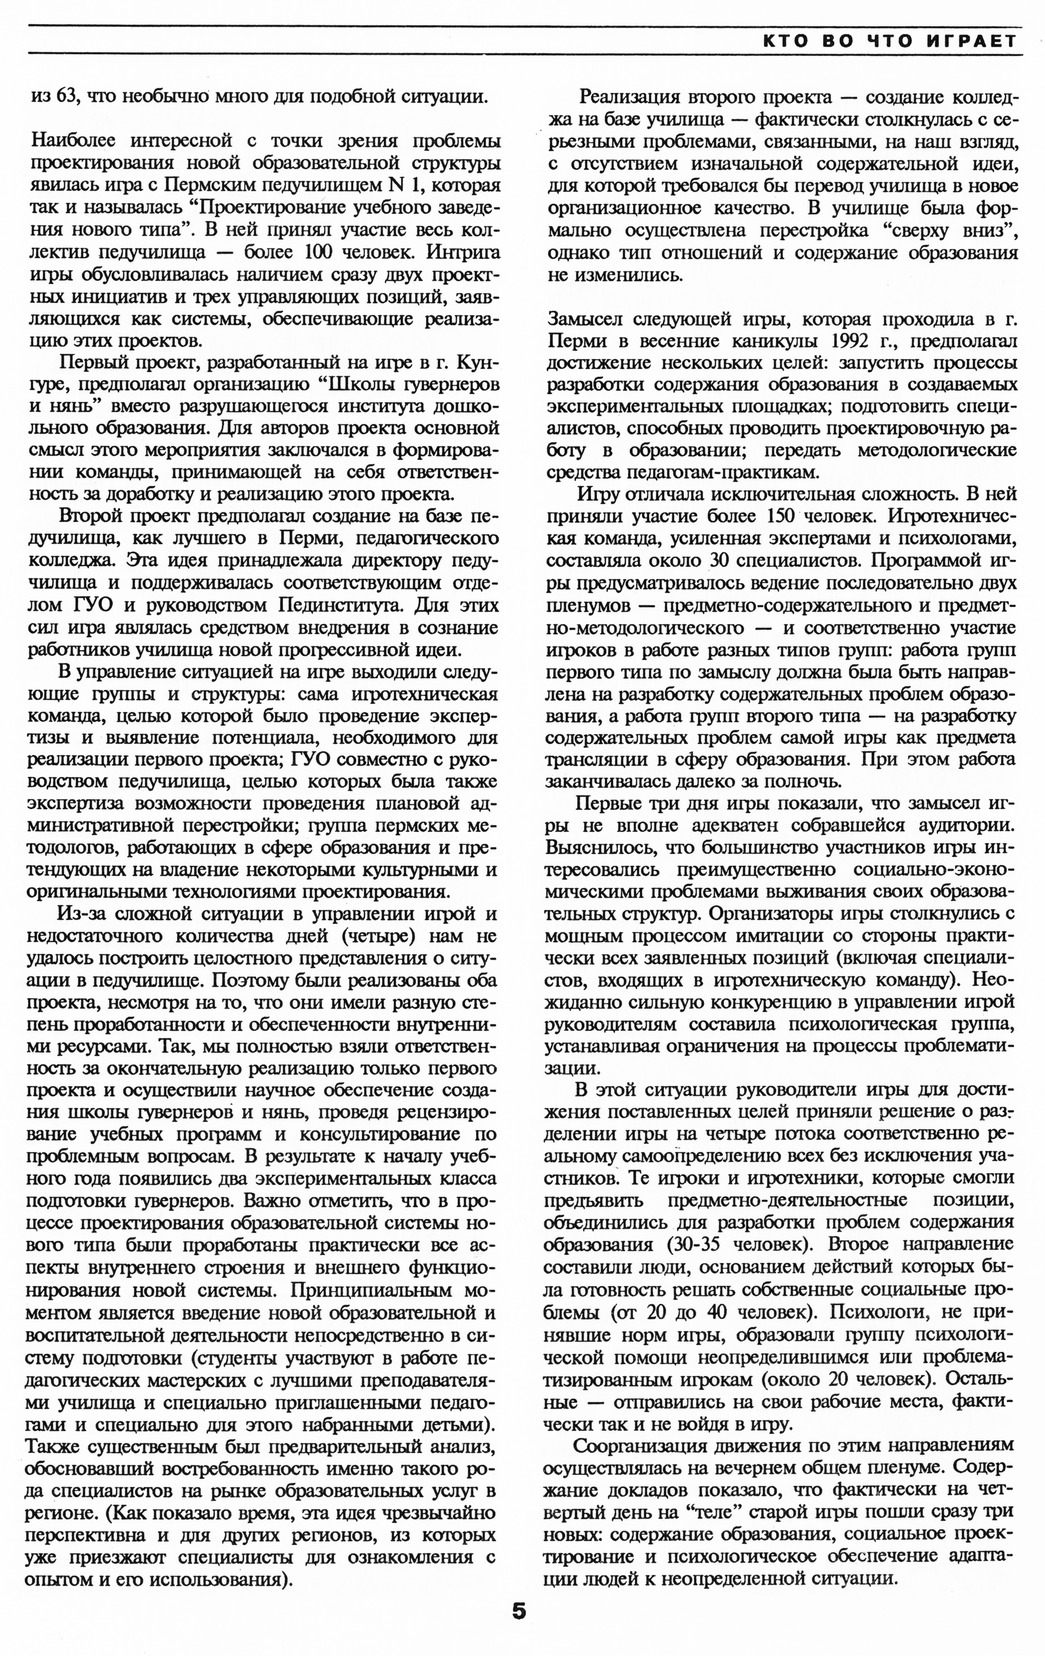 КТО ВО ЧТО ИГРАЕТ
из 63, что необычно много для подобной ситуации.
Наиболее интересной с точки зрения проблемы
проектирования новой образовательной структуры
явилась игра с Пермским педучилищем N 1, которая
так и называлась “Проектирование учебного заведе-
ния нового типа”. В ней принял участие весь кол-
лектив педучилища — более 100 человек. Интрига
игры обусловливалась наличием сразу двух проект-
ных инициатив и трех управляющих позиций, заяв-
ляющихся как системы, обеспечивающие реализа-
цию этих проектов.
Первый проект, разработанный на игре в г. Кун-
гуре, предполагал организацию “Школы гувернеров
и нянь” вместо разрушающегося института дошко-
льного образования. Для авторов проекта основной
смысл этого мероприятия заключался в формирова-
нии команды, принимающей на себя ответствен-
ность за доработку и реализацию этого проекта.
Второй проект предполагал создание на базе пе-
дучилища, как лучшего в Перми, педагогического
колледжа. Эта идея принадлежала директору педу-
чилища и поддерживалась соответствующим отде-
лом ГУО и руководством Пединститута. Для этих
сил игра являлась средством внедрения в сознание
работников училища новой прогрессивной идеи.
В управление ситуацией на игре выходили следу-
ющие группы и структуры: сама игротехническая
команда, целью которой было проведение экспер-
тизы и выявление потенциала, необходимого для
реализации первого проекта; ГУО совместно с руко-
водством педучилища, целью которых была также
экспертиза возможности проведения плановой ад-
министративной перестройки; группа пермских ме-
тодологов, работающих в сфере образования и пре-
тендующих на владение некоторыми культурными и
оригинальными технологиями проектирования.
Из-за сложной ситуации в управлении игрой и
недостаточного количества дней (четыре) нам не
удалось построить целостного представления о ситу-
ации в педучилище. Поэтому были реализованы оба
проекта, несмотря на то, что они имели разную сте-
пень проработанности и обеспеченности внутренни-
ми ресурсами. Так, мы полностью взяли ответствен-
ность за окончательную реализацию только первого
проекта и осуществили научное обеспечение созда-
ния школы гувернеров и нянь, проведя рецензиро-
вание учебных программ и консультирование по
проблемным вопросам. В результате к началу учеб-
ного года появились два экспериментальных класса
подготовки гувернеров. Важно отметить, что в про-
цессе проектирования образовательной системы но-
вого типа были проработаны практически все ас-
пекты внутреннего строения и внешнего функцио-
нирования новой системы. Принципиальным мо-
ментом является введение новой образовательной и
воспитательной деятельности непосредственно в си-
стему подготовки (студенты участвуют в работе пе-
дагогических мастерских с лучшими преподавателя-
ми училища и специально приглашенными педаго-
гами и специально для этого набранными детьми).
Также существенным был предварительный анализ,
обосновавший востребованность именно такого ро-
да специалистов на рынке образовательных услуг в
регионе. (Как показало время, эта идея чрезвычайно
перспективна и для других регионов, из которых
уже приезжают специалисты для ознакомления с
опытом и его использования).
Реализация второго проекта — создание коллед-
жа на базе училища — фактически столкнулась с се-
рьезными проблемами, связанными, на наш взгляд,
с отсутствием изначальной содержательной идеи,
для которой требовался бы перевод училища в новое
организационное качество. В училище была фор-
мально осуществлена перестройка “сверху вниз”,
однако тип отношений и содержание образования
не изменились.
Замысел следующей игры, которая проходила в г.
Перми в весенние каникулы 1992 г., предполагал
достижение нескольких целей: запустить процессы
разработки содержания образования в создаваемых
экспериментальных площадках; подготовить специ-
алистов, способных проводить проектировочную ра-
боту в образовании; передать методологические
средства педагогам-практикам.
Игру отличала исключительная сложность. В ней
приняли участие более 150 человек. Игротехничес-
кая команда, усиленная экспертами и психологами,
составляла около 30 специалистов. Программой иг-
ры предусматривалось ведение последовательно двух
пленумов — предметно-содержательного и предмет-
но-методологического — и соответственно участие
игроков в работе разных типов групп: работа групп
первого типа по замыслу должна была быть направ-
лена на разработку содержательных проблем образо-
вания, а работа групп второго типа — на разработку
содержательных проблем самой игры как предмета
трансляции в сферу образования. При этом работа
заканчивалась далеко за полночь.
Первые три дня игры показали, что замысел иг-
ры не вполне адекватен собравшейся аудитории.
Выяснилось, что большинство участников игры ин-
тересовались преимущественно социально-эконо-
мическими проблемами выживания своих образова-
тельных структур. Организаторы игры столкнулись с
мощным процессом имитации со стороны практи-
чески всех заявленных позиций (включая специали-
стов, входящих в игротехническую команду). Нео-
жиданно сильную конкуренцию в управлении игрой
руководителям составила психологическая группа,
устанавливая ограничения на процессы проблемати-
зации.
В этой ситуации руководители игры для дости-
жения поставленных целей приняли решение о раз-
делении игры на четыре потока соответственно ре-
альному самоопределению всех без исключения уча-
стников. Те игроки и игротехники, которые смогли
предъявить предметно-деятельностные позиции,
объединились для разработки проблем содержания
образования (30-35 человек). Второе направление
составили люди, основанием действий которых бы-
ла готовность решать собственные социальные про-
блемы (от 20 до 40 человек). Психологи, не при-
нявшие норм игры, образовали группу психологи-
ческой помощи неопределившимся или проблема-
тизированным игрокам (около 20 человек). Осталь-
ные — отправились на свои рабочие места, факти-
чески так и не войдя в игру.
Соорганизация движения по этим направлениям
осуществлялась на вечернем общем пленуме. Содер-
жание докладов показало, что фактически на чет-
вертый день на “теле” старой игры пошли сразу три
новых: содержание образования, социальное проек-
тирование и психологическое обеспечение адапта-
ции людей к неопределенной ситуации.
5